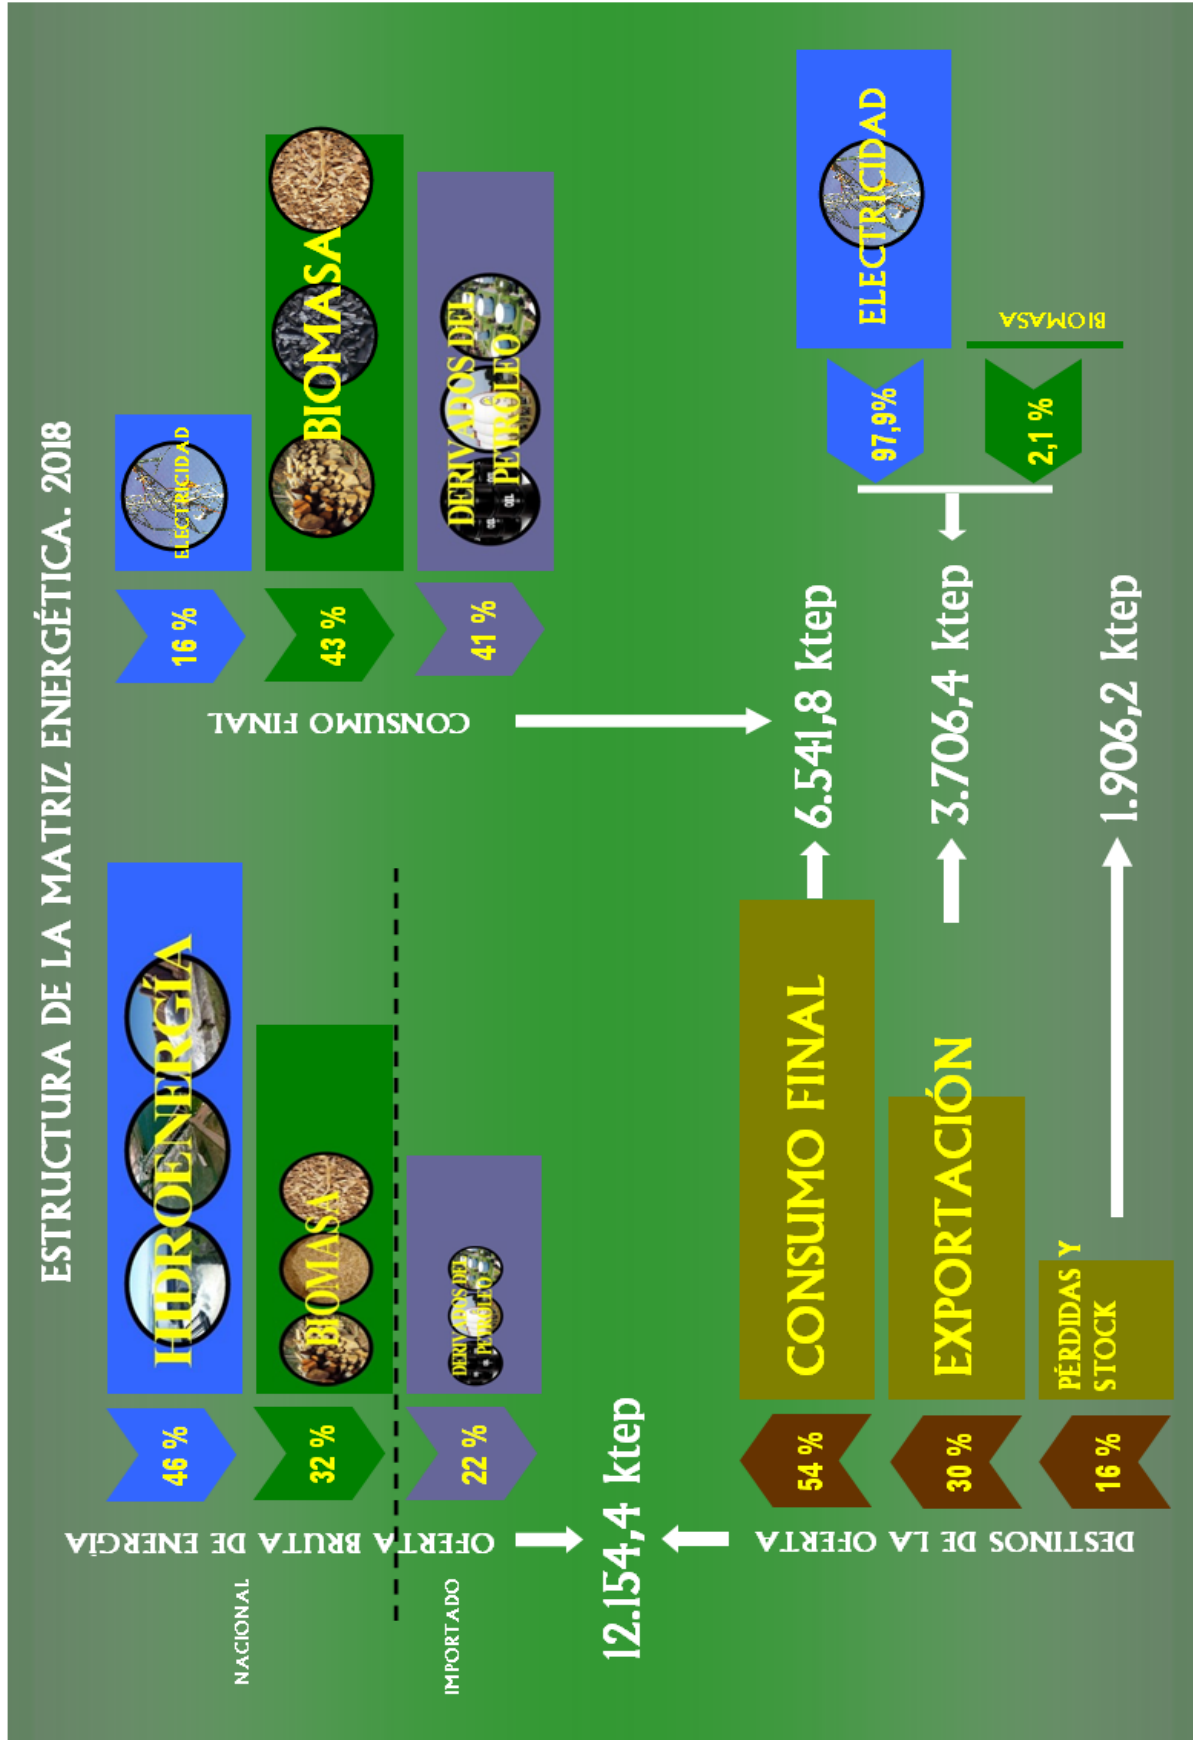 ESTRUCTURA DE LA MATRIZ ENERGÉTICA. 2018
OFERTA BRUTA DE ENERGÍA
NACIONAL
46 %
HIDROENERGÍA
32 %
BIOMASA
IMPORTADO
22 %
DERIVADOS DEL
PETRÓLEO
CONSUMO FINAL
16 %
ELECTRICIDAD
43 %
BIOMASA
41 %
DERIVADOS DEL
PETROLEO
OIL
OIL
12.154,4 ktep
DESTINOS DE LA OFERTA
54 %
CONSUMO FINAL
6.541,8 ktep
30 %
EXPORTACIÓN
3.706,4 ktep
97,9%
ELECTRICIDAD
2,1 %
BIOMASA
16 %
PÉRDIDAS Y
STOCK
1.906,2 ktep